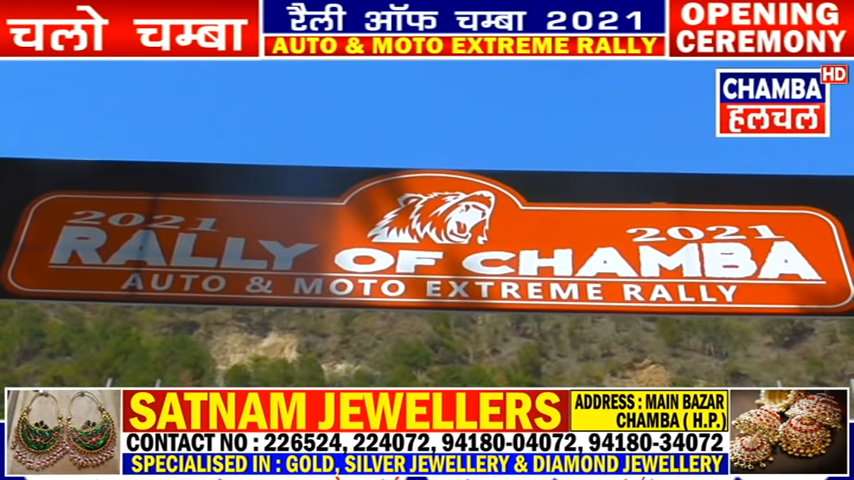 चलो चम्बा
रैली ऑफ चम्बा 2021
AUTO & MOTO EXTREME RALLY
OPENING
CEREMONY
CHAMBA HD
हलचल
2021
2021
RALLY OF CHAMBA
AUTO & MOTO EXTREME RALLY
SATNAM JEWELLERS
ADDRESS : MAIN BAZAR
CHAMBA ( H.P.)
CONTACT NO : 226524, 224072, 94180-04072, 94180-34072
SPECIALISED IN : GOLD, SILVER JEWELLERY & DIAMOND JEWELLERY